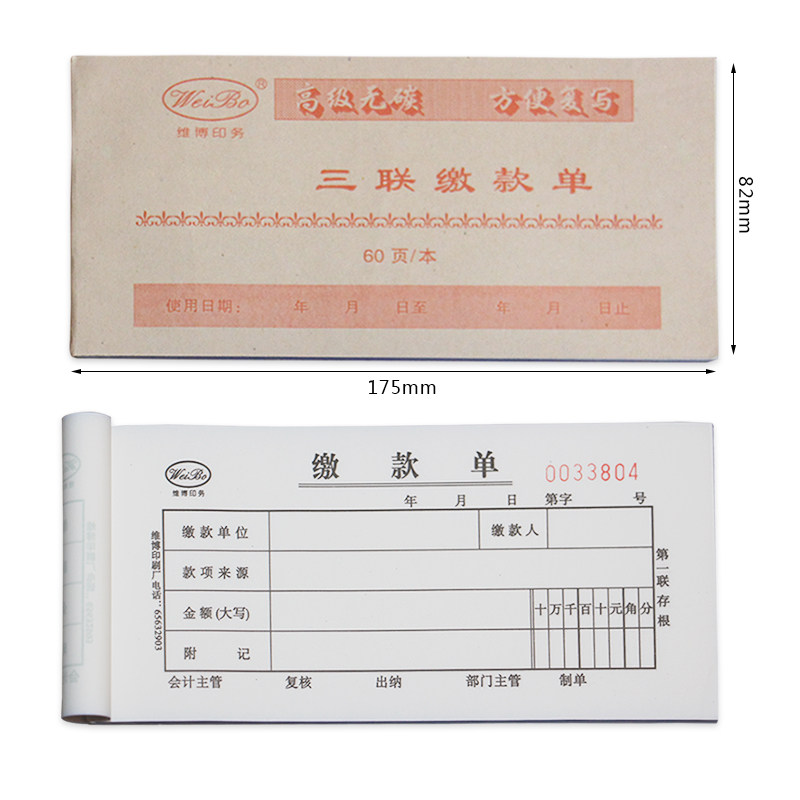 WeiBo®
高级无碳 方便复写
维博印务
三联缴款单
60 页/本
使用日期: 年 月 日至 年 月 日止
82mm
175mm
WeiBo
维博印务
缴款单
0033804
年 月 日 第字 号
缴款单位 缴款人
款项来源
金额(大写) 十万千百十元角分
附记
会计主管 复核 出纳 部门主管 制单
维博印刷厂电话:65632903
第一联存根